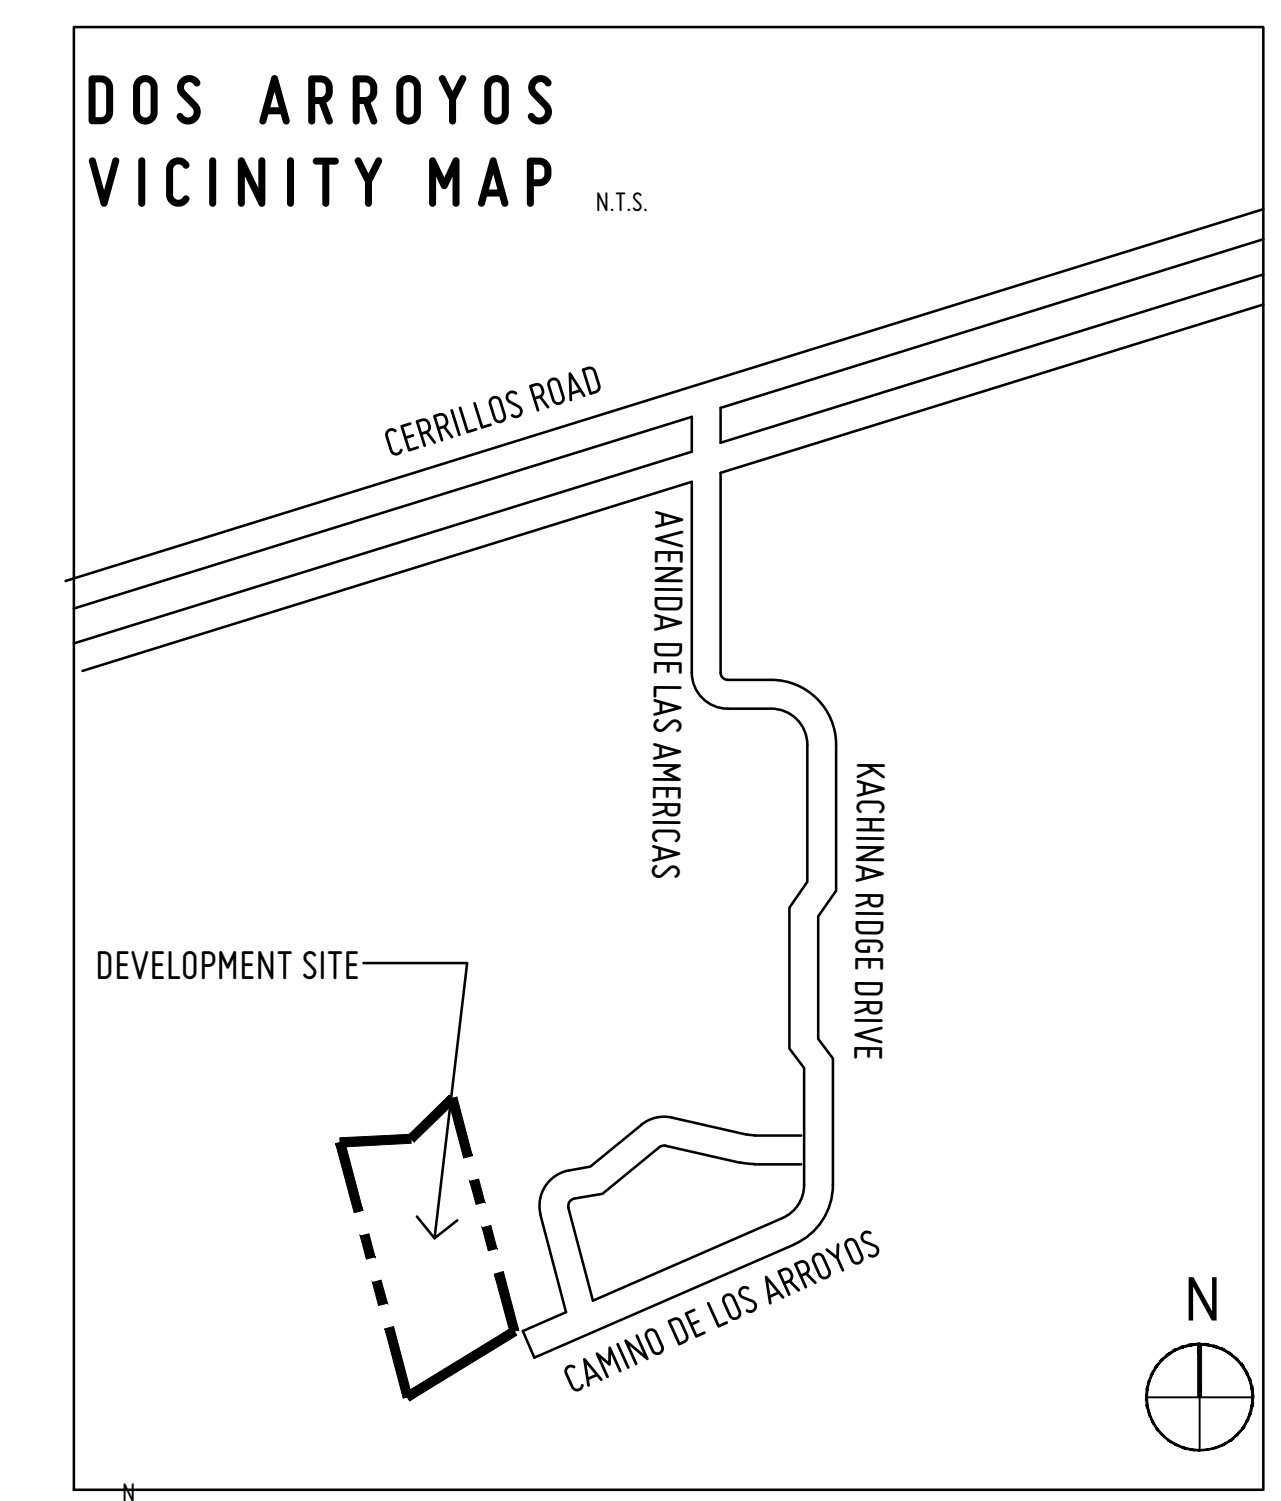 DOS ARROYOS
VICINITY MAP
N.T.S.
CERRILLOS ROAD
AVENIDA DE LAS AMERICAS
KACHINA RIDGE DRIVE
DEVELOPMENT SITE
CAMINO DE LOS ARROYOS
N
N